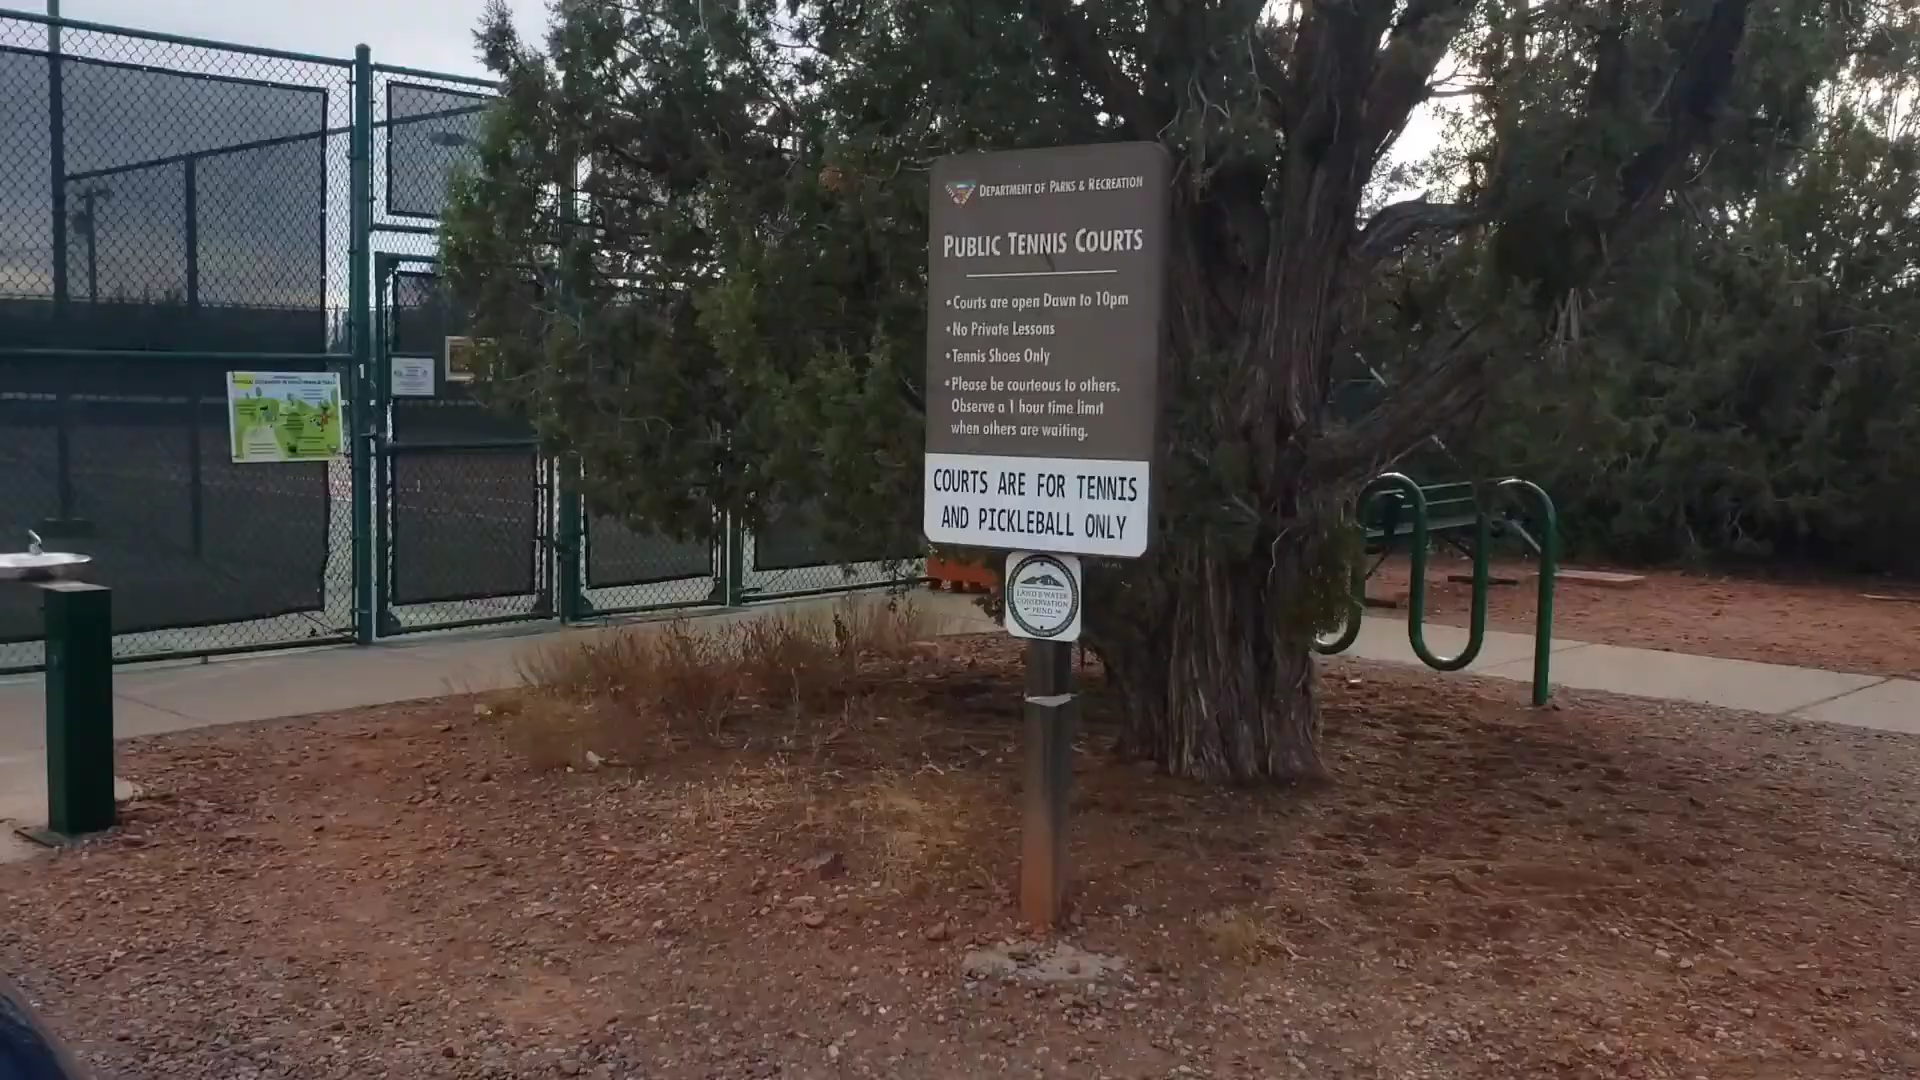 DEPARTMENT OF PARKS & RECREATION
PUBLIC TENNIS COURTS
• Courts are open Dawn to 10pm
• No Private Lessons
• Tennis Shoes Only
• Please be courteous to others.
Observe a 1 hour time limit
when others are waiting.
COURTS ARE FOR TENNIS
AND PICKLEBALL ONLY
LAND & WATER
CONSERVATION
FUND